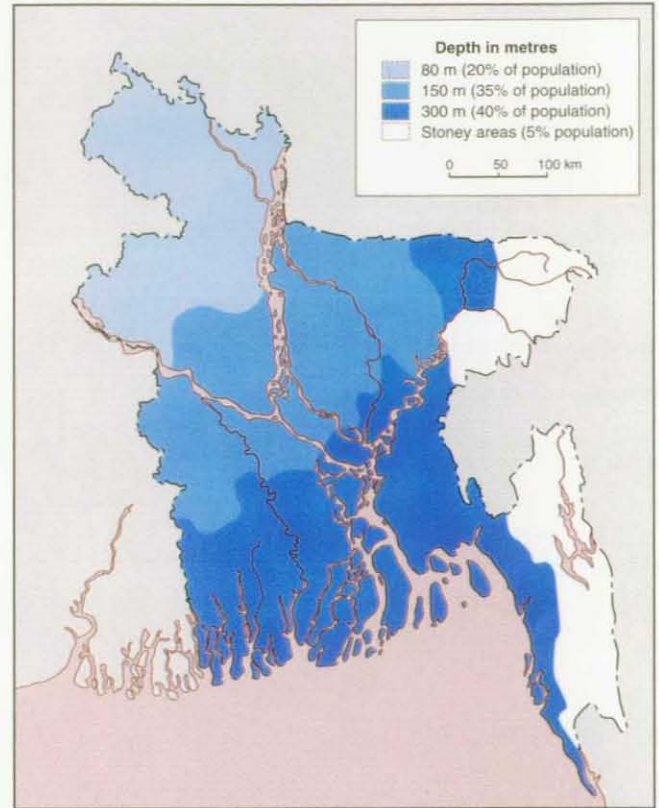 Depth in metres
80 m (20% of population)
150 m (35% of population)
300 m (40% of population)
Stoney areas (5% population)
0 50 100 km